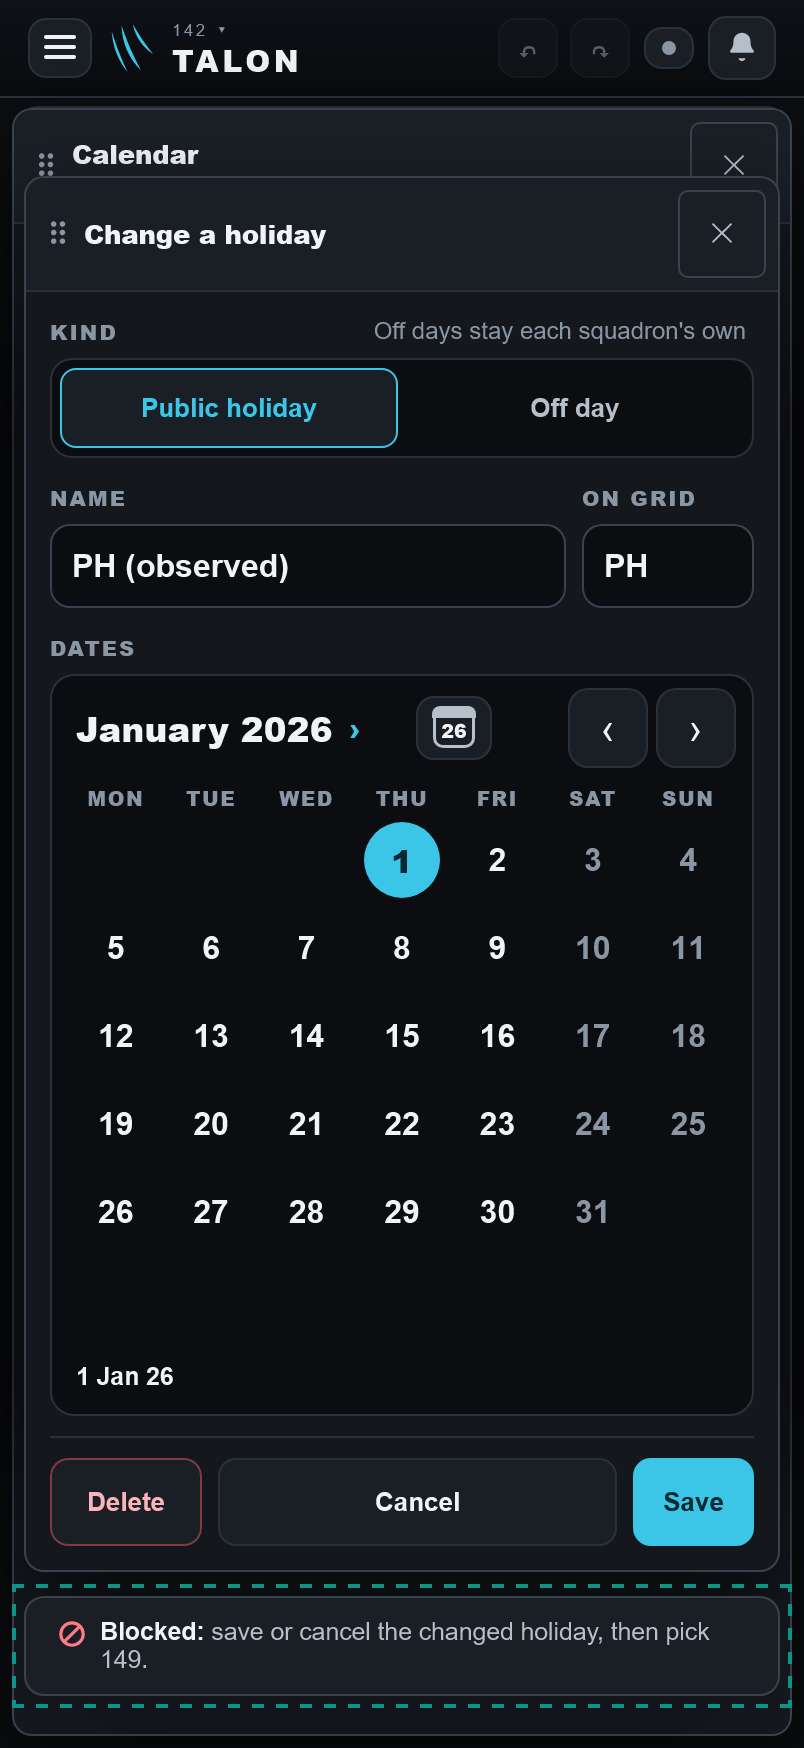 142 ▾
TALON
Calendar
Change a holiday
KIND
Off days stay each squadron's own
Public holiday
Off day
NAME
ON GRID
PH (observed)
PH
DATES
January 2026 ›
26
‹ ›
MON TUE WED THU FRI SAT SUN
1 2 3 4
5 6 7 8 9 10 11
12 13 14 15 16 17 18
19 20 21 22 23 24 25
26 27 28 29 30 31
1 Jan 26
Delete
Cancel
Save
Blocked: save or cancel the changed holiday, then pick
149.